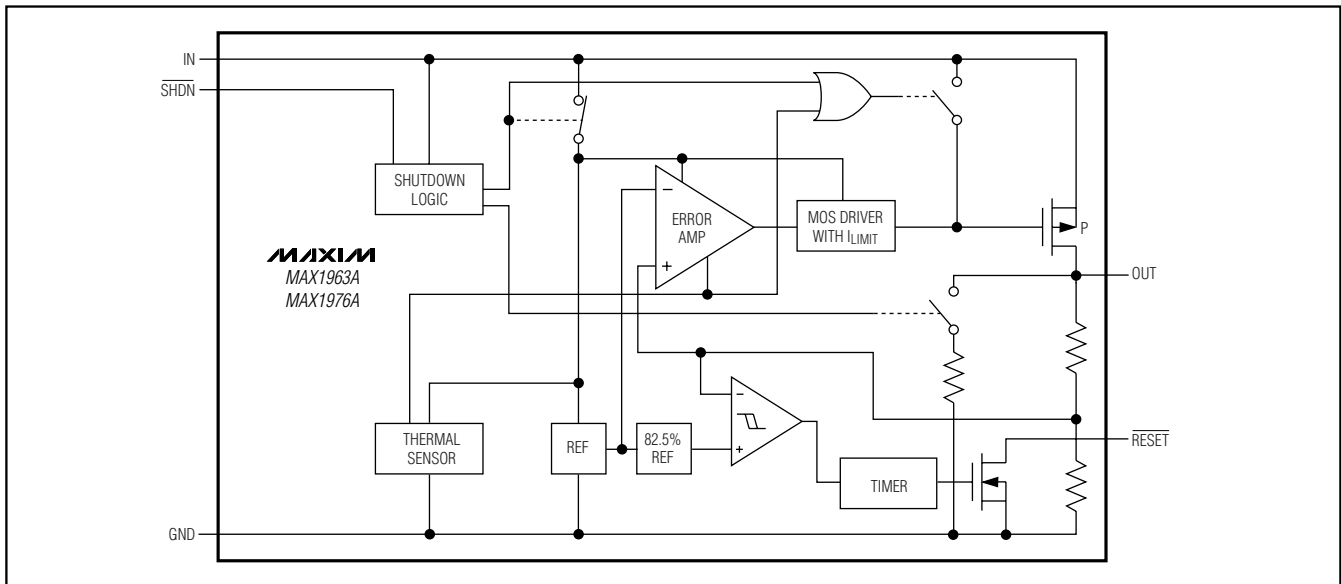 IN
SHDN
SHUTDOWN
LOGIC
MAXIM
MAX1963A
MAX1976A
−
ERROR
AMP
+
MOS DRIVER
WITH ILIMIT
P
OUT
THERMAL
SENSOR
REF
82.5%
REF
−
+
TIMER
RESET
GND